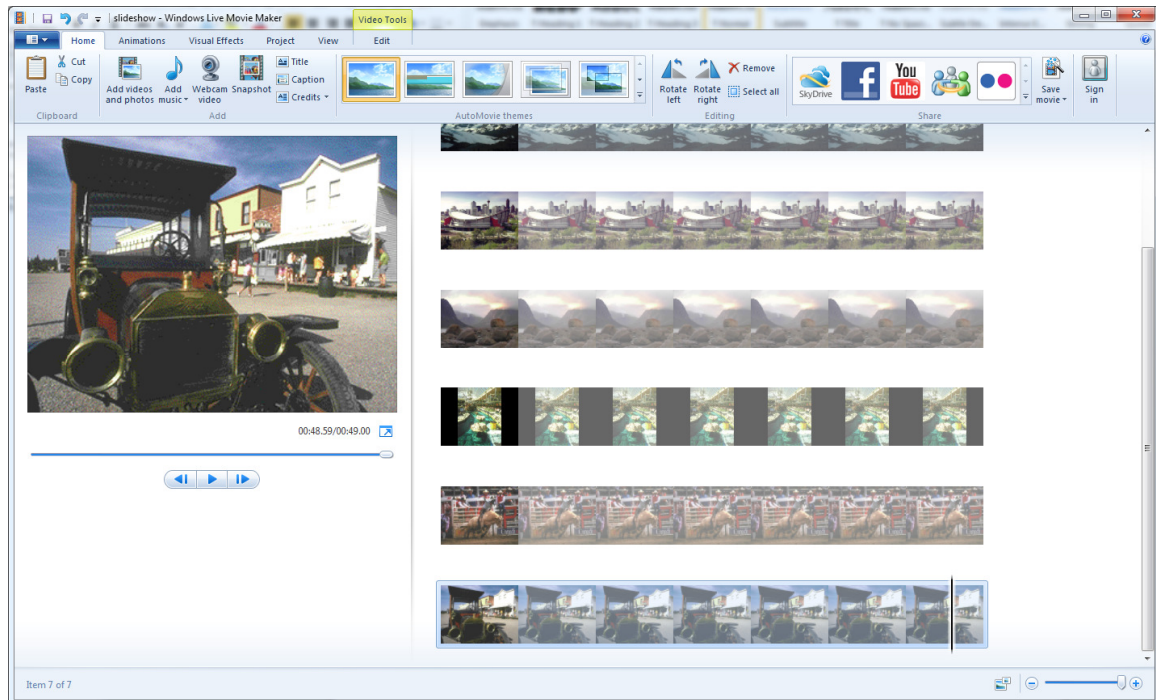 slideshow - Windows Live Movie Maker
Video Tools
Home Animations Visual Effects Project View Edit
Paste
Cut
Copy
Clipboard
Add videos and photos
Add music
Webcam video
Snapshot
Title
Caption
Credits
Add
AutoMovie themes
Rotate left
Rotate right
Remove
Select all
Editing
SkyDrive
f
You Tube
Share
Save movie
Sign in
00:48.59/00:49.00
Item 7 of 7